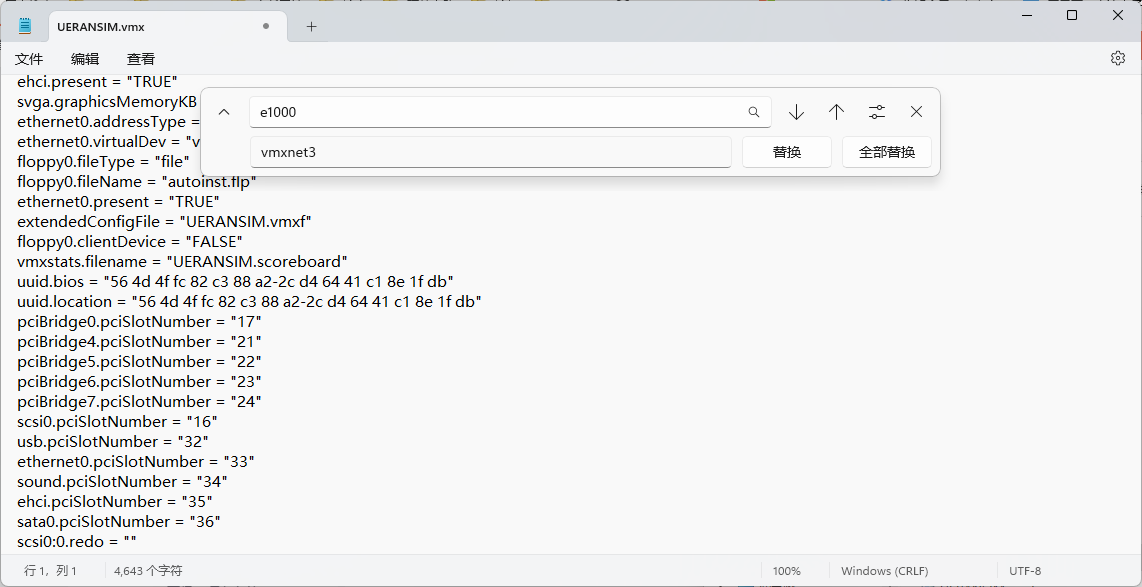 UERANSIM.vmx
文件 编辑 查看
ehci.present = "TRUE"
svga.graphicsMemoryKB
e1000
ethernet0.addressType =
ethernet0.virtualDev = "v
vmxnet3
替换
全部替换
floppy0.fileType = "file"
floppy0.fileName = "autoinst.flp"
ethernet0.present = "TRUE"
extendedConfigFile = "UERANSIM.vmxf"
floppy0.clientDevice = "FALSE"
vmxstats.filename = "UERANSIM.scoreboard"
uuid.bios = "56 4d 4f fc 82 c3 88 a2-2c d4 64 41 c1 8e 1f db"
uuid.location = "56 4d 4f fc 82 c3 88 a2-2c d4 64 41 c1 8e 1f db"
pciBridge0.pciSlotNumber = "17"
pciBridge4.pciSlotNumber = "21"
pciBridge5.pciSlotNumber = "22"
pciBridge6.pciSlotNumber = "23"
pciBridge7.pciSlotNumber = "24"
scsi0.pciSlotNumber = "16"
usb.pciSlotNumber = "32"
ethernet0.pciSlotNumber = "33"
sound.pciSlotNumber = "34"
ehci.pciSlotNumber = "35"
sata0.pciSlotNumber = "36"
scsi0:0.redo = ""
行 1，列 1 4,643 个字符 100% Windows (CRLF) UTF-8